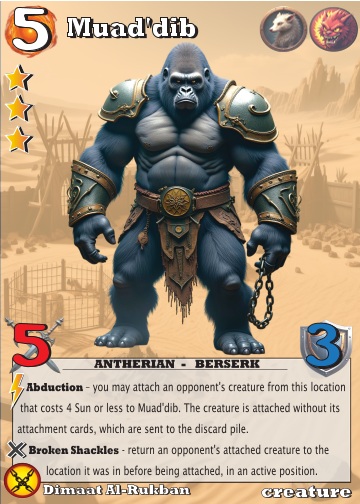 5 Muad'dib
5 3
ANTHERIAN - BERSERK
Abduction - you may attach an opponent's creature from this location
that costs 4 Sun or less to Muad'dib. The creature is attached without its
attachment cards, which are sent to the discard pile.
Broken Shackles - return an opponent's attached creature to the
location it was in before being attached, in an active position.
Dimaat Al-Rukban creature